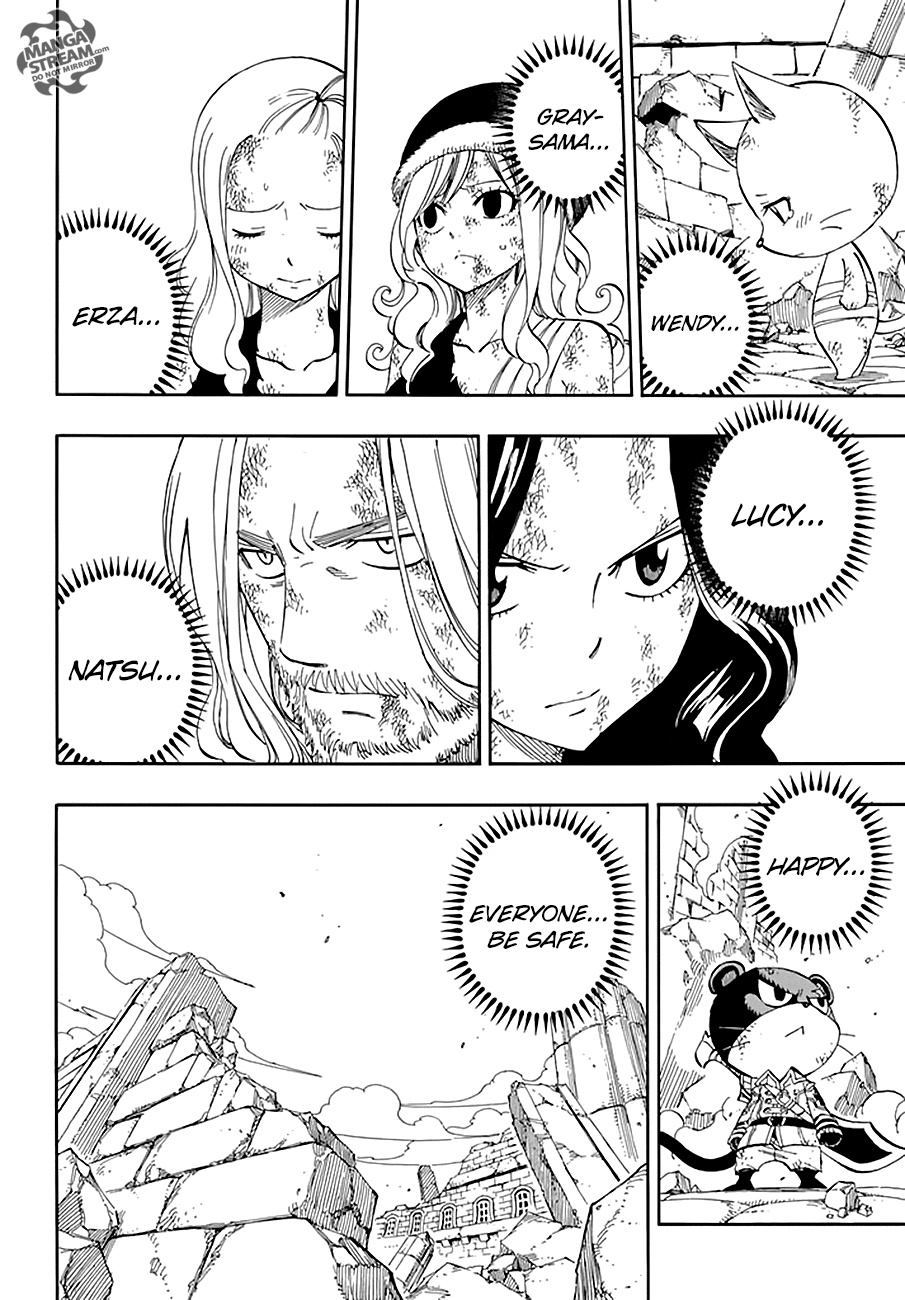 MANGA
STREAM.com
DO NOT MIRROR
WENDY...
GRAY-
SAMA...
ERZA...
LUCY...
NATSU...
HAPPY...
EVERYONE...
BE SAFE.